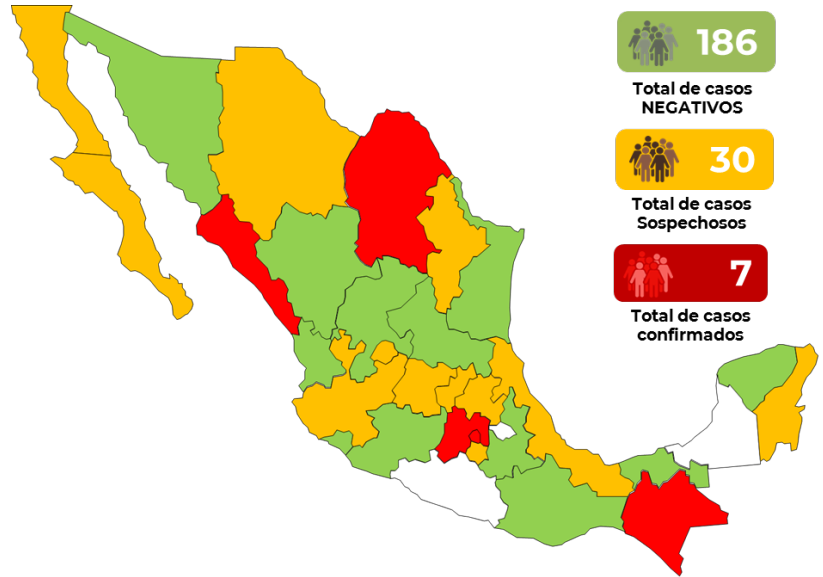 186
Total de casos
NEGATIVOS
30
Total de casos
Sospechosos
7
Total de casos
confirmados